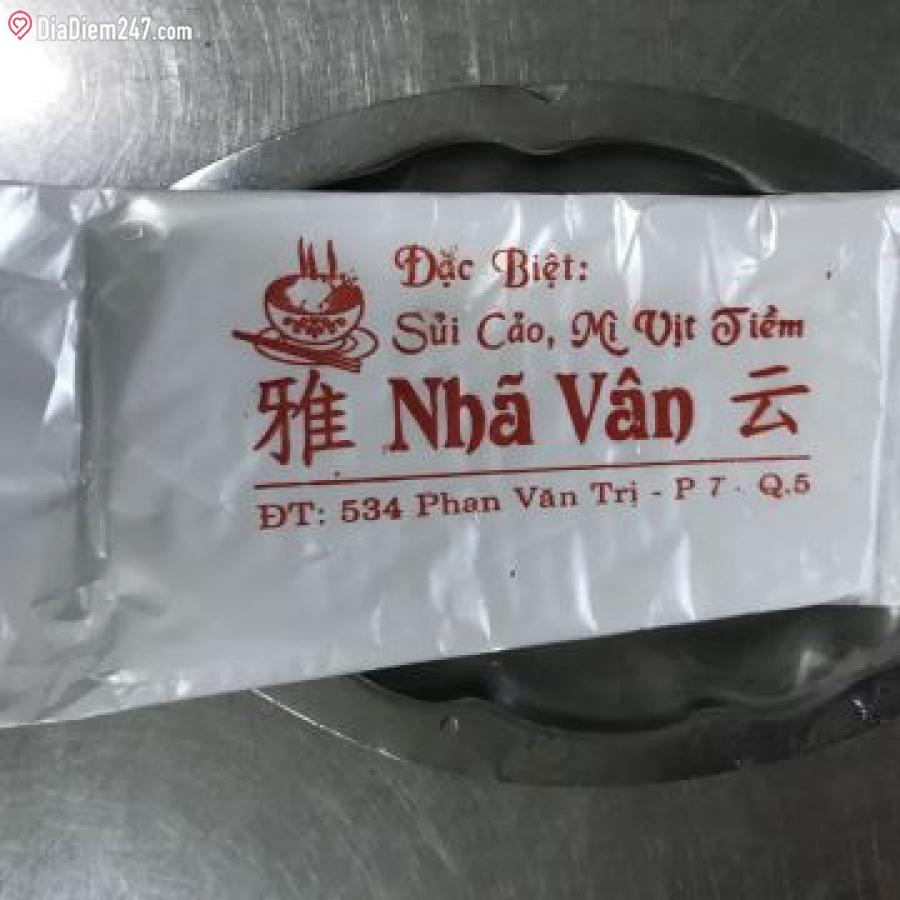 DiaDiem247.com
Đặc Biệt:
Sủi Cảo, Mì Vịt Tiềm
雅 Nhã Vân 云
ĐT: 534 Phan Văn Trị - P 7 - Q.5